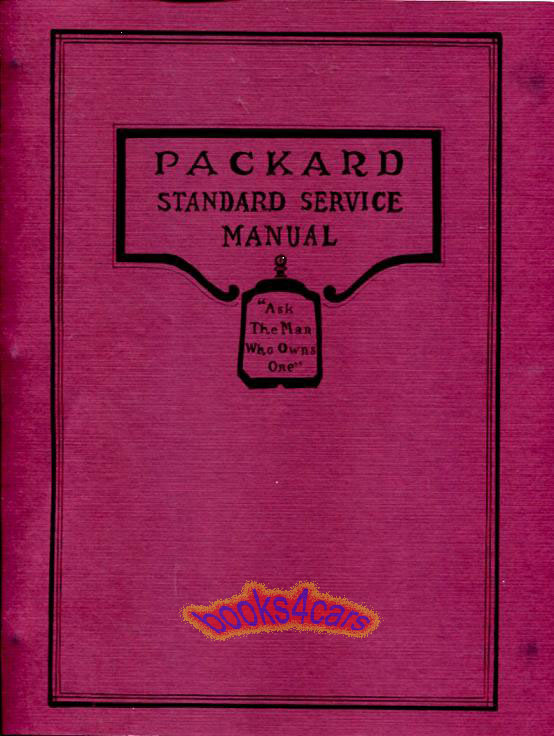 PACKARD
STANDARD SERVICE
MANUAL
"Ask
The Man
Who Owns
One"
books4cars